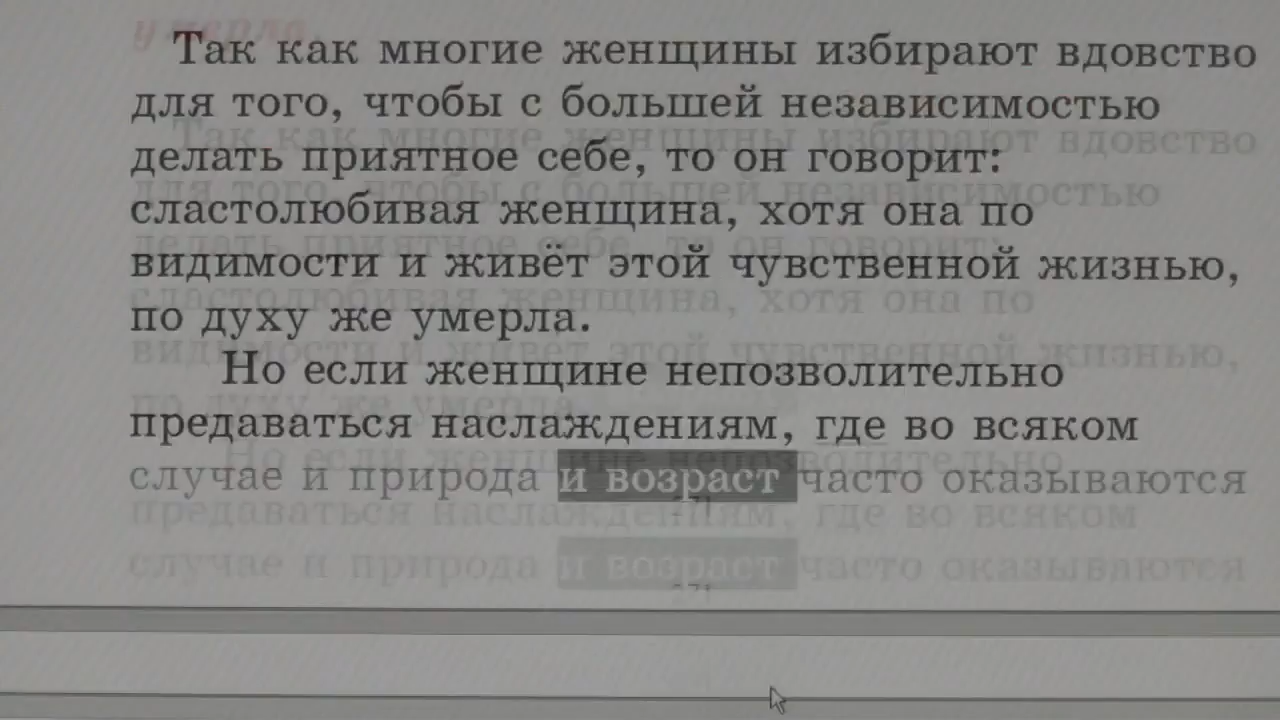 умерла.
Так как многие женщины избирают вдовство
для того, чтобы с большей независимостью
делать приятное себе, то он говорит:
сластолюбивая женщина, хотя она по
видимости и живёт этой чувственной жизнью,
по духу же умерла.
Но если женщине непозволительно
предаваться наслаждениям, где во всяком
случае и природа и возраст часто оказываются